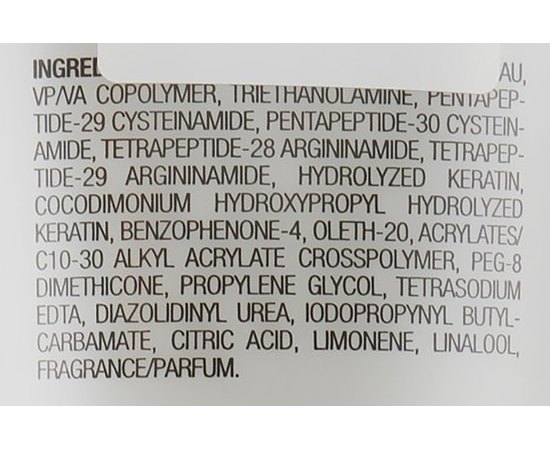 AU,
VP/VA COPOLYMER, TRIETHANOLAMINE, PENTAPEP-
TIDE-29 CYSTEINAMIDE, PENTAPEPTIDE-30 CYSTEIN-
AMIDE, TETRAPEPTIDE-28 ARGININAMIDE, TETRAPEP-
TIDE-29 ARGININAMIDE, HYDROLYZED KERATIN,
COCODIMONIUM HYDROXYPROPYL HYDROLYZED
KERATIN, BENZOPHENONE-4, OLETH-20, ACRYLATES/
C10-30 ALKYL ACRYLATE CROSSPOLYMER, PEG-8
DIMETHICONE, PROPYLENE GLYCOL, TETRASODIUM
EDTA, DIAZOLIDINYL UREA, IODOPROPYNYL BUTYL-
CARBAMATE, CITRIC ACID, LIMONENE, LINALOOL,
FRAGRANCE/PARFUM.